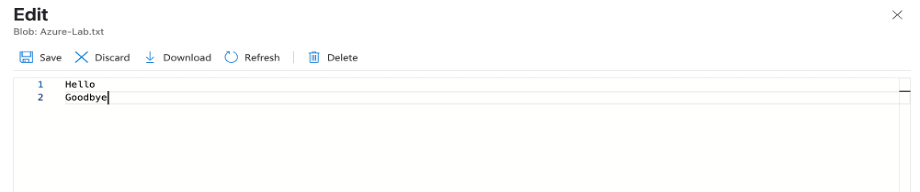 Edit
Blob: Azure-Lab.txt
Save Discard Download Refresh Delete
1 Hello
2 Goodbye